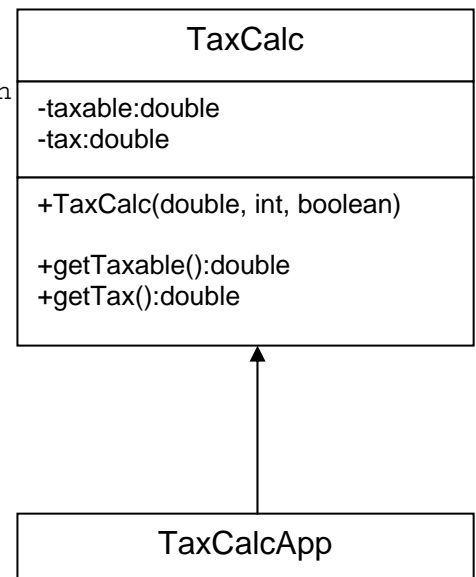 TaxCalc
-taxable:double
-tax:double
+TaxCalc(double, int, boolean)
+getTaxable():double
+getTax():double
TaxCalcApp